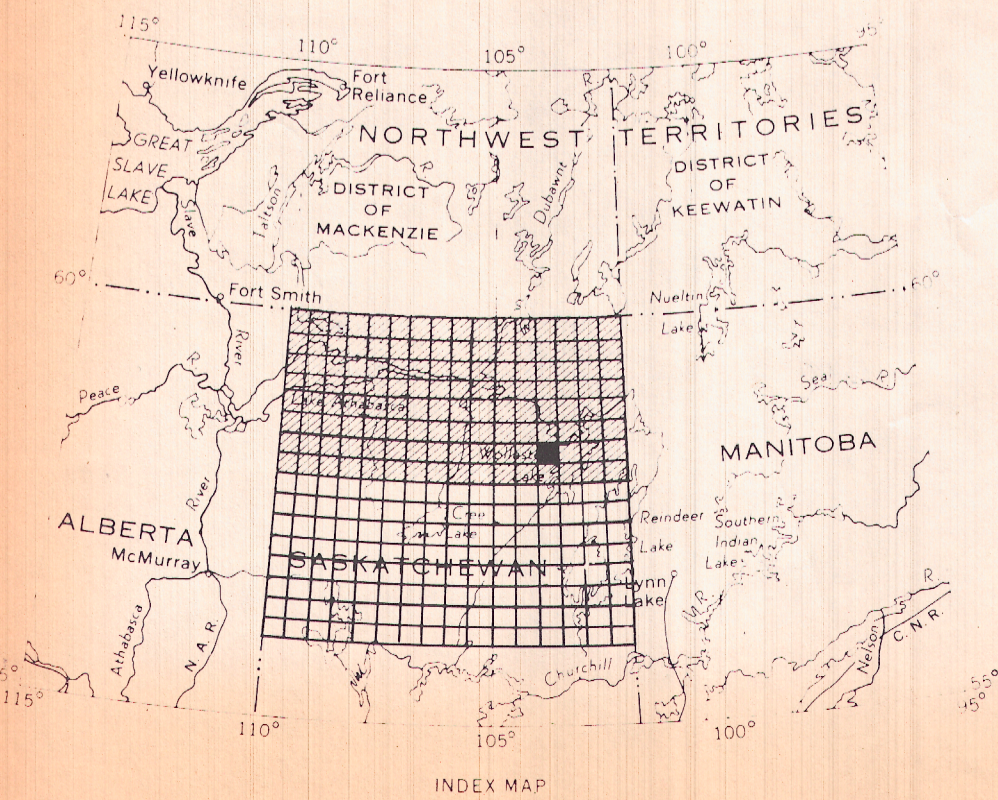 115°
110°
105°
100°
95°
Yellowknife
Fort
Reliance
NORTHWEST TERRITORIES
GREAT
SLAVE
LAKE
R.
R
DISTRICT
OF
MACKENZIE
DISTRICT
OF
KEEWATIN
Taltson
Dubawnt
Slave
60°
Fort Smith
Nueltin
Lake
60°
River
R
Peace
Lake Athabasca
Seal
R
MANITOBA
Wollast
Lake
River
ALBERTA
McMurray
Cree
Lake
Reindeer
Lake
Southern
Indian
Lake
SASKATCHEWAN
Lynn
Lake
R
R.
Athabasca
N. A. R.
Churchill
Nelson
C. N. R.
5°
115°
110°
105°
100°
55°
95°
INDEX MAP